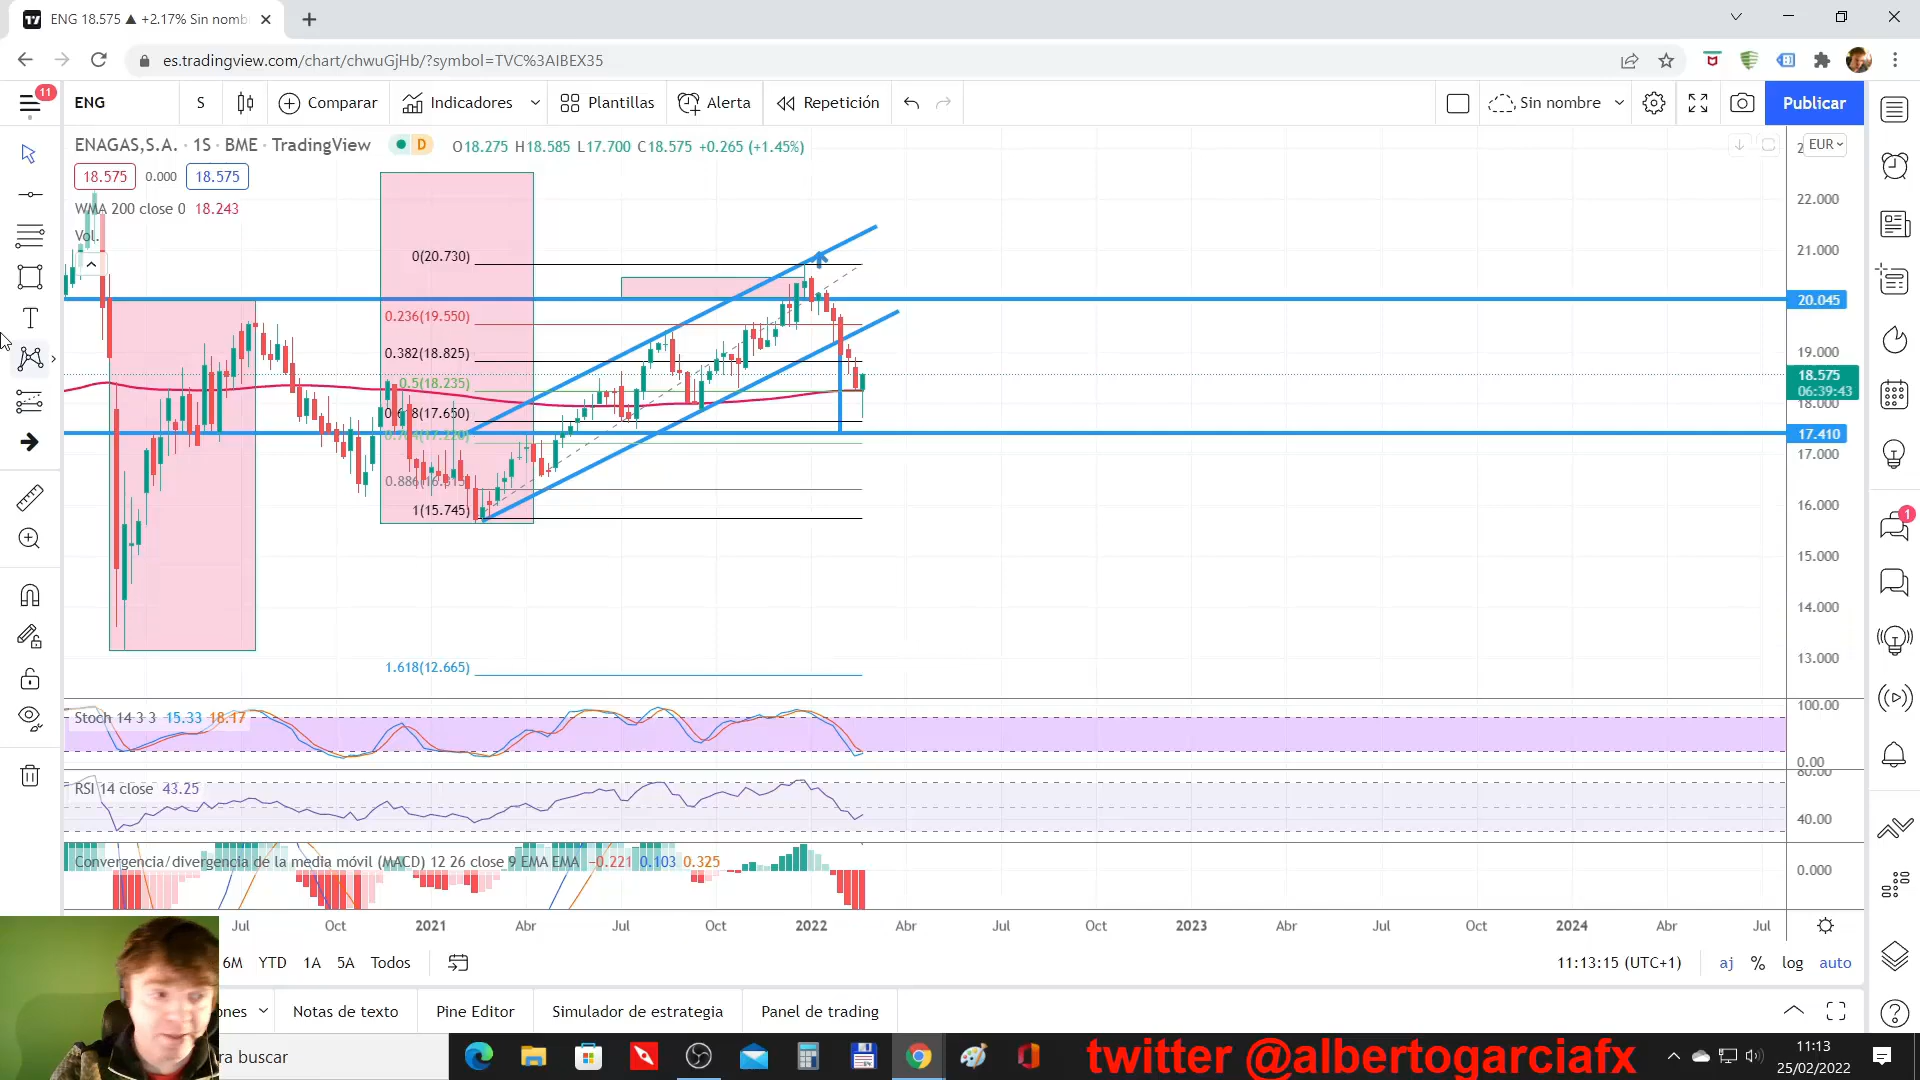 ENG 18.575 ▲ +2.17% Sin nomb
es.tradingview.com/chart/chwuGjHb/?symbol=TVC%3AIBEX35
11
ENG
S
Comparar
Indicadores
Plantillas
Alerta
Repetición
Sin nombre
Publicar
ENAGAS,S.A. · 1S · BME · TradingView
D
O18.275 H18.585 L17.700 C18.575 +0.265 (+1.45%)
EUR
18.575 0.000 18.575
WMA 200 close 0 18.243
Vol.
22.000
21.000
20.045
19.000
18.575
06:39:43
18.000
17.410
17.000
16.000
15.000
14.000
13.000
0(20.730)
0.236(19.550)
0.382(18.825)
0.5(18.235)
0.618(17.650)
1(15.745)
1.618(12.665)
1
Stoch 14 3 3 15.33 18.17
100.00
0.00
RSI 14 close 43.25
80.00
40.00
Convergencia/divergencia de la media móvil (MACD) 12 26 close 9 EMA EMA −0.221 0.103 0.325
0.000
Jul Oct 2021 Abr Jul Oct 2022 Abr Jul Oct 2023 Abr Jul Oct 2024 Abr Jul
6M YTD 1A 5A Todos
11:13:15 (UTC+1) aj % log auto
ones Notas de texto Pine Editor Simulador de estrategia Panel de trading
ra buscar
twitter @albertogarciafx
11:13
25/02/2022